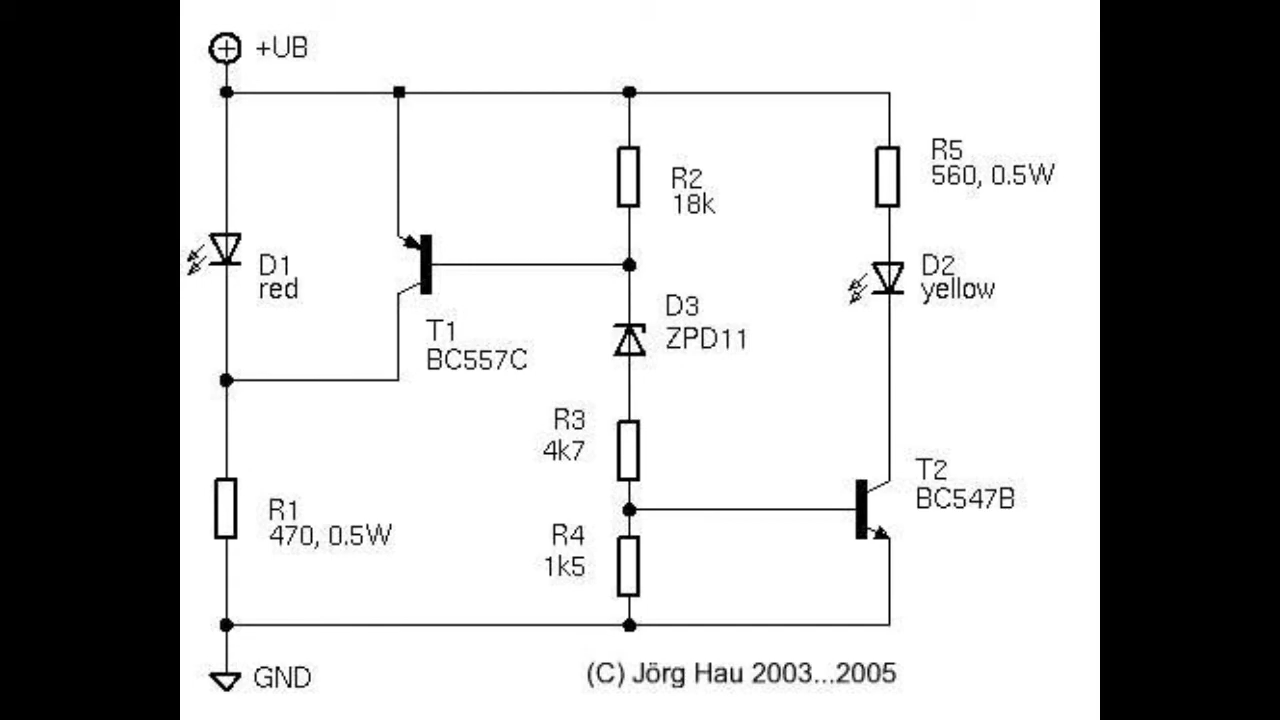 +UB
R5
560, 0.5W
R2
18k
D1
red
D2
yellow
D3
ZPD11
T1
BC557C
R3
4k7
T2
BC547B
R1
470, 0.5W
R4
1k5
GND
(C) Jörg Hau 2003...2005